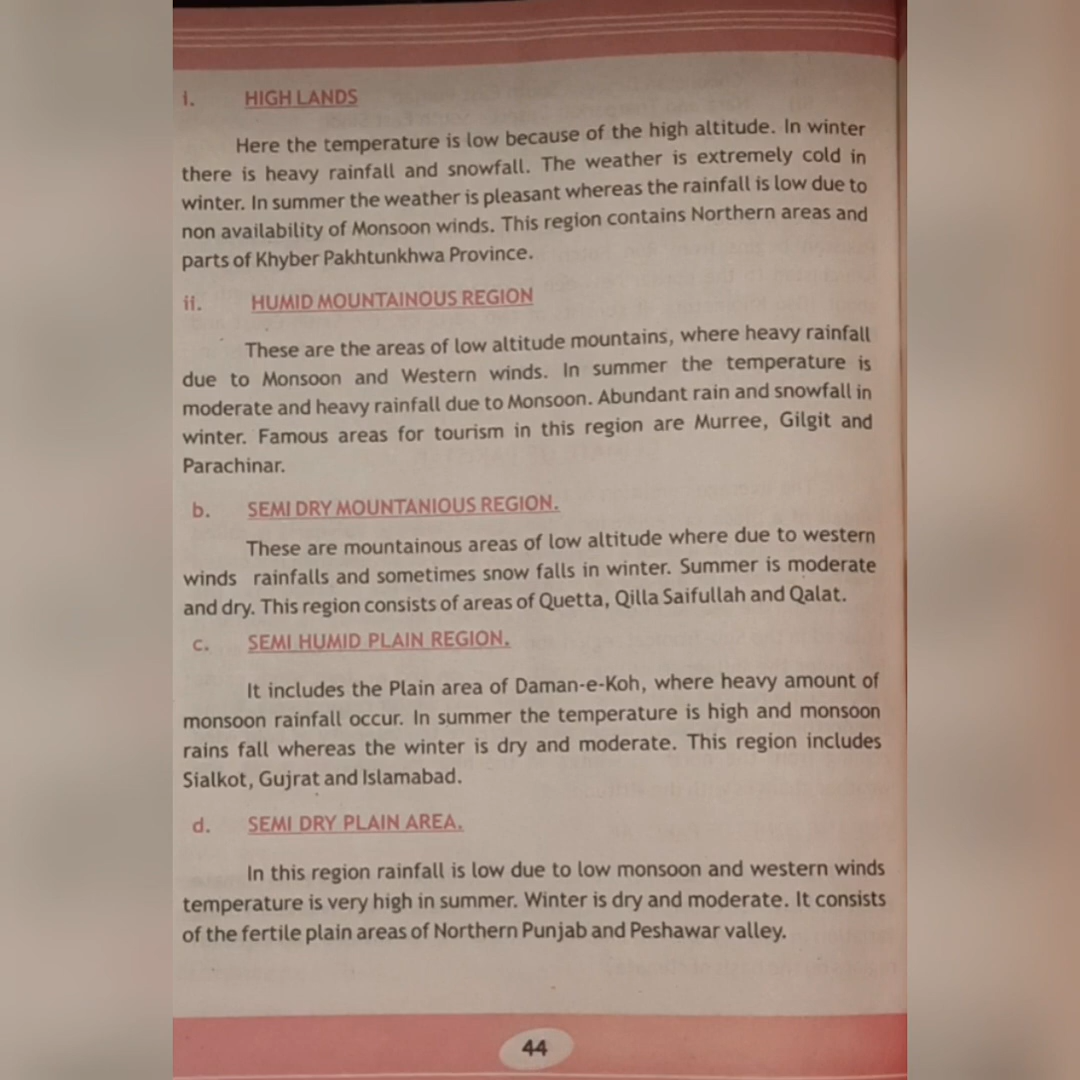 i. HIGH LANDS
Here the temperature is low because of the high altitude. In winter
there is heavy rainfall and snowfall. The weather is extremely cold in
winter. In summer the weather is pleasant whereas the rainfall is low due to
non availability of Monsoon winds. This region contains Northern areas and
parts of Khyber Pakhtunkhwa Province.
ii. HUMID MOUNTAINOUS REGION
These are the areas of low altitude mountains, where heavy rainfall
due to Monsoon and Western winds. In summer the temperature is
moderate and heavy rainfall due to Monsoon. Abundant rain and snowfall in
winter. Famous areas for tourism in this region are Murree, Gilgit and
Parachinar.
b. SEMI DRY MOUNTANIOUS REGION.
These are mountainous areas of low altitude where due to western
winds rainfalls and sometimes snow falls in winter. Summer is moderate
and dry. This region consists of areas of Quetta, Qilla Saifullah and Qalat.
c. SEMI HUMID PLAIN REGION.
It includes the Plain area of Daman-e-Koh, where heavy amount of
monsoon rainfall occur. In summer the temperature is high and monsoon
rains fall whereas the winter is dry and moderate. This region includes
Sialkot, Gujrat and Islamabad.
d. SEMI DRY PLAIN AREA.
In this region rainfall is low due to low monsoon and western winds
temperature is very high in summer. Winter is dry and moderate. It consists
of the fertile plain areas of Northern Punjab and Peshawar valley.
44